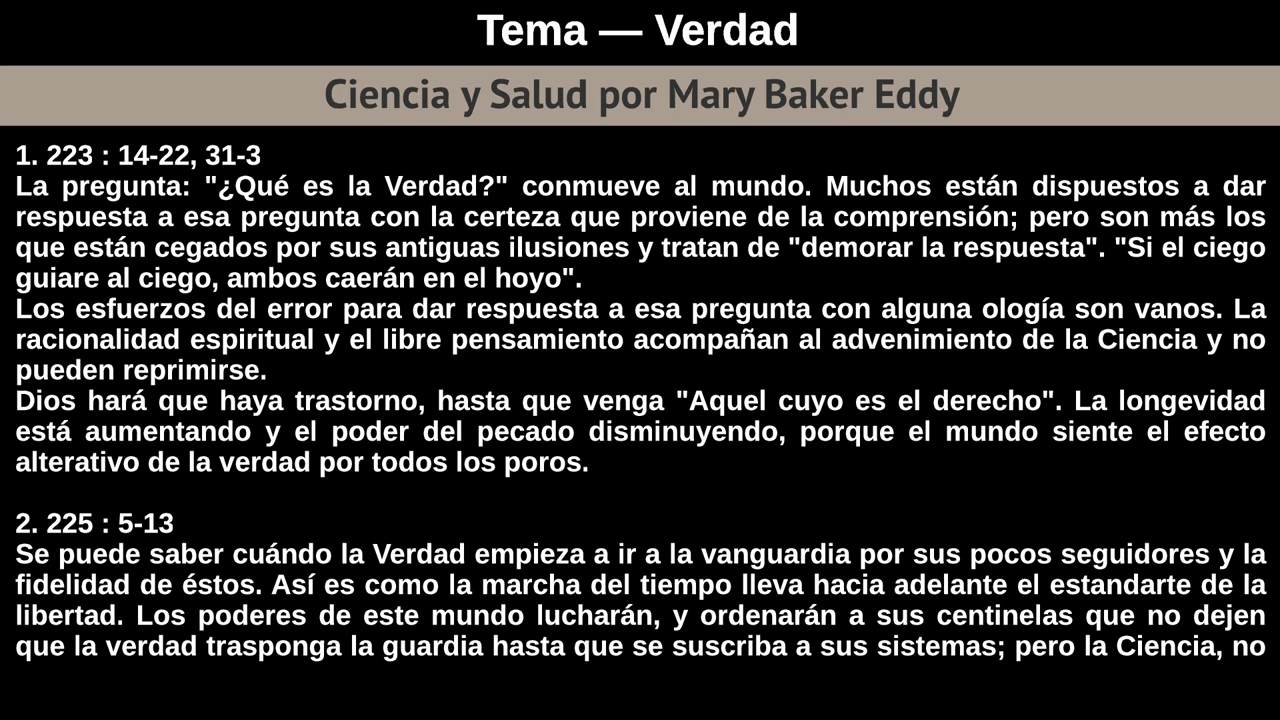 Tema — Verdad
Ciencia y Salud por Mary Baker Eddy
1. 223 : 14-22, 31-3
La pregunta: "¿Qué es la Verdad?" conmueve al mundo. Muchos están dispuestos a dar
respuesta a esa pregunta con la certeza que proviene de la comprensión; pero son más los
que están cegados por sus antiguas ilusiones y tratan de "demorar la respuesta". "Si el ciego
guiare al ciego, ambos caerán en el hoyo".
Los esfuerzos del error para dar respuesta a esa pregunta con alguna ología son vanos. La
racionalidad espiritual y el libre pensamiento acompañan al advenimiento de la Ciencia y no
pueden reprimirse.
Dios hará que haya trastorno, hasta que venga "Aquel cuyo es el derecho". La longevidad
está aumentando y el poder del pecado disminuyendo, porque el mundo siente el efecto
alterativo de la verdad por todos los poros.
2. 225 : 5-13
Se puede saber cuándo la Verdad empieza a ir a la vanguardia por sus pocos seguidores y la
fidelidad de éstos. Así es como la marcha del tiempo lleva hacia adelante el estandarte de la
libertad. Los poderes de este mundo lucharán, y ordenarán a sus centinelas que no dejen
que la verdad trasponga la guardia hasta que se suscriba a sus sistemas; pero la Ciencia, no